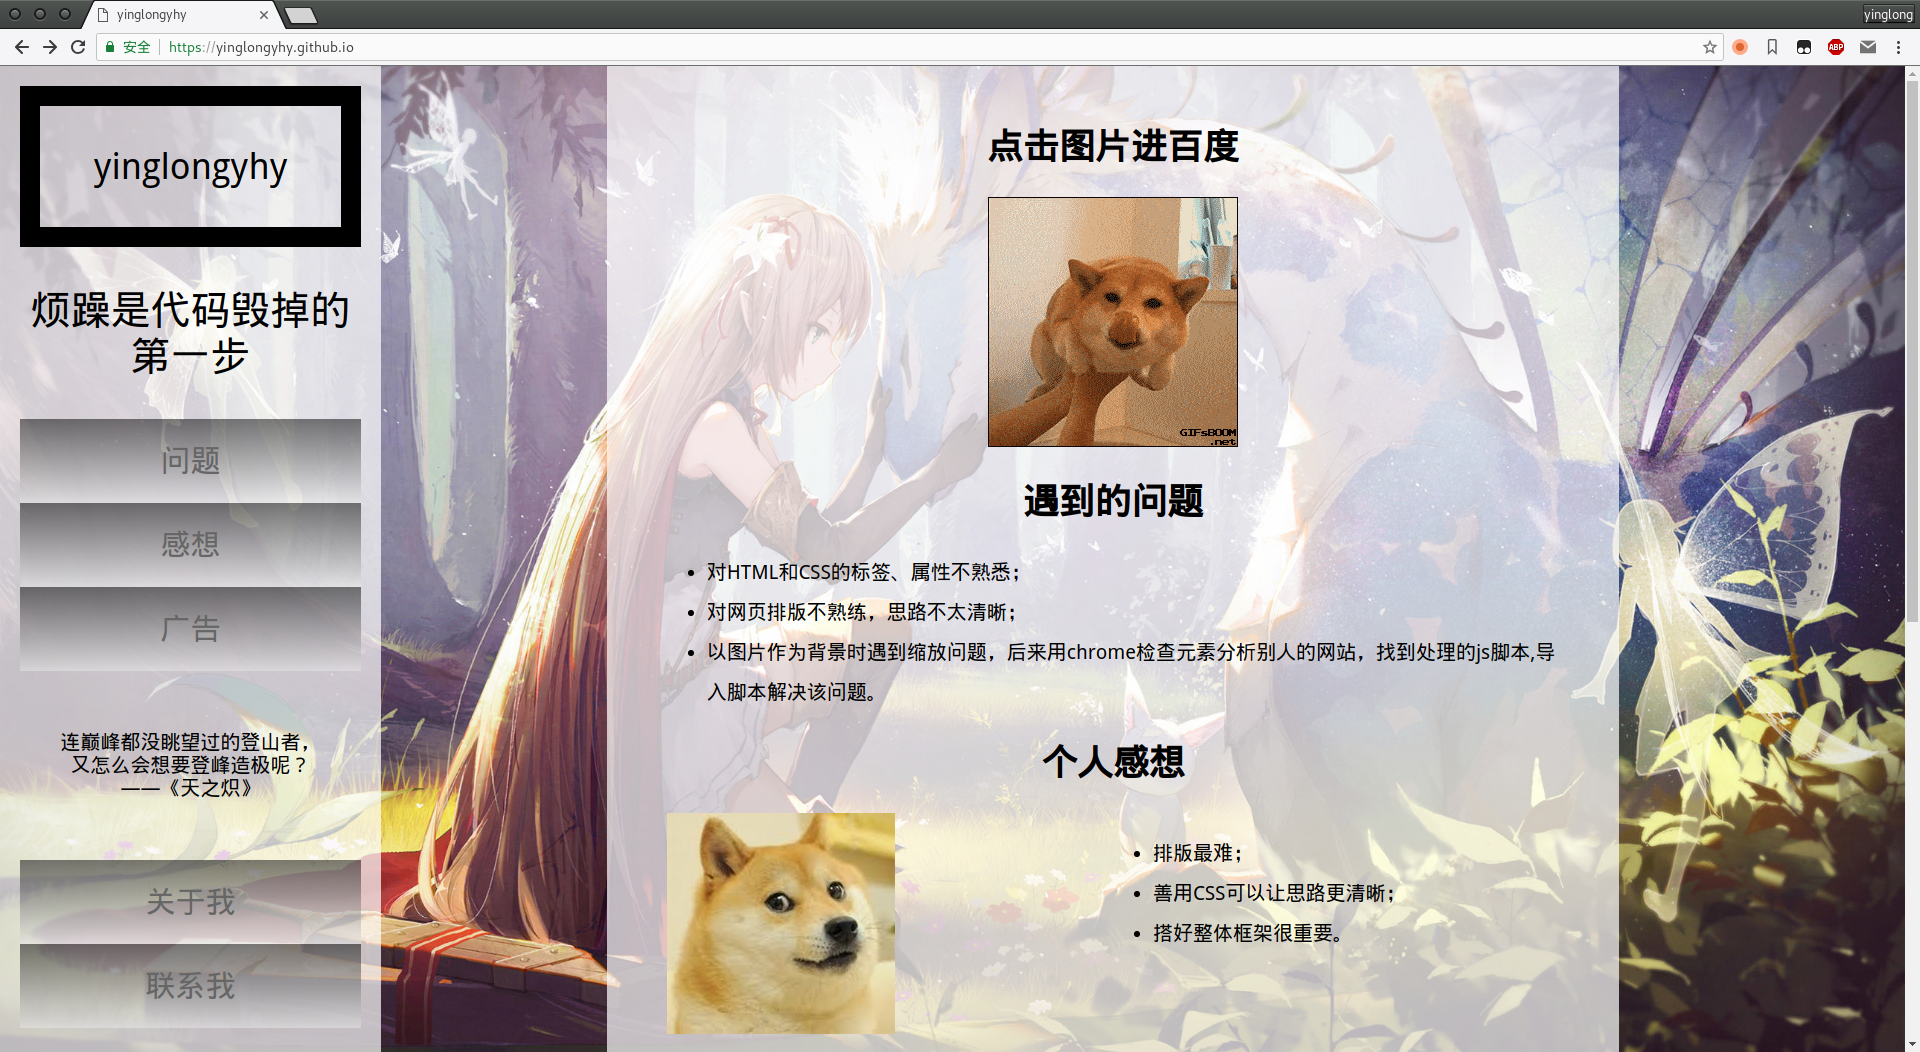 yinglongyhy
yinglong
安全
https://yinglongyhy.github.io
ABP
yinglongyhy
烦躁是代码毁掉的
第一步
问题
感想
广告
连巅峰都没眺望过的登山者，
又怎么会想要登峰造极呢？
——《天之炽》
关于我
联系我
点击图片进百度
GIFsBOOM
.net
遇到的问题
• 对HTML和CSS的标签、属性不熟悉；
• 对网页排版不熟练，思路不太清晰；
• 以图片作为背景时遇到缩放问题，后来用chrome检查元素分析别人的网站，找到处理的js脚本,导
入脚本解决该问题。
个人感想
• 排版最难；
• 善用CSS可以让思路更清晰；
• 搭好整体框架很重要。